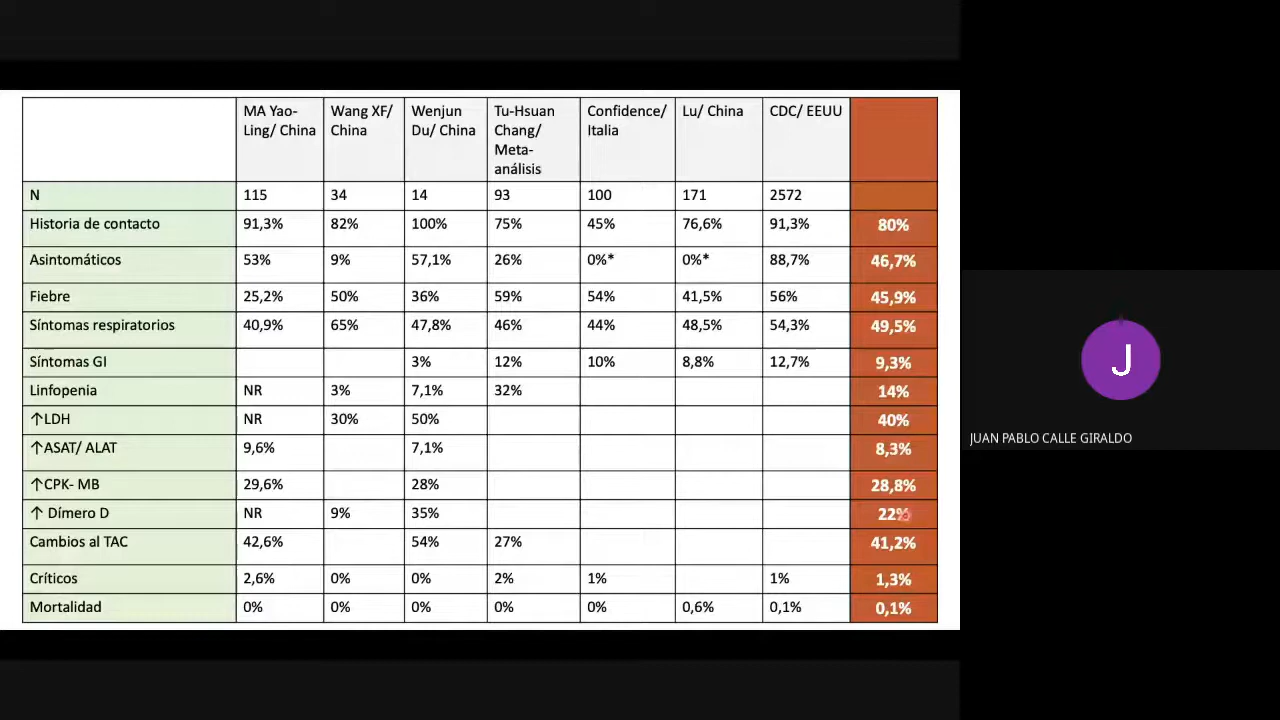 MA Yao-Ling/ China Wang XF/ China Wenjun Du/ China Tu-Hsuan Chang/ Meta-análisis Confidence/ Italia Lu/ China CDC/ EEUU
N 115 34 14 93 100 171 2572
Historia de contacto 91,3% 82% 100% 75% 45% 76,6% 91,3% 80%
Asintomáticos 53% 9% 57,1% 26% 0%* 0%* 88,7% 46,7%
Fiebre 25,2% 50% 36% 59% 54% 41,5% 56% 45,9%
Síntomas respiratorios 40,9% 65% 47,8% 46% 44% 48,5% 54,3% 49,5%
Síntomas GI 3% 12% 10% 8,8% 12,7% 9,3%
Linfopenia NR 3% 7,1% 32% 14%
↑LDH NR 30% 50% 40%
↑ASAT/ ALAT 9,6% 7,1% 8,3%
↑CPK- MB 29,6% 28% 28,8%
↑ Dímero D NR 9% 35% 22%
Cambios al TAC 42,6% 54% 27% 41,2%
Críticos 2,6% 0% 0% 2% 1% 1% 1,3%
Mortalidad 0% 0% 0% 0% 0% 0,6% 0,1% 0,1%
J
JUAN PABLO CALLE GIRALDO